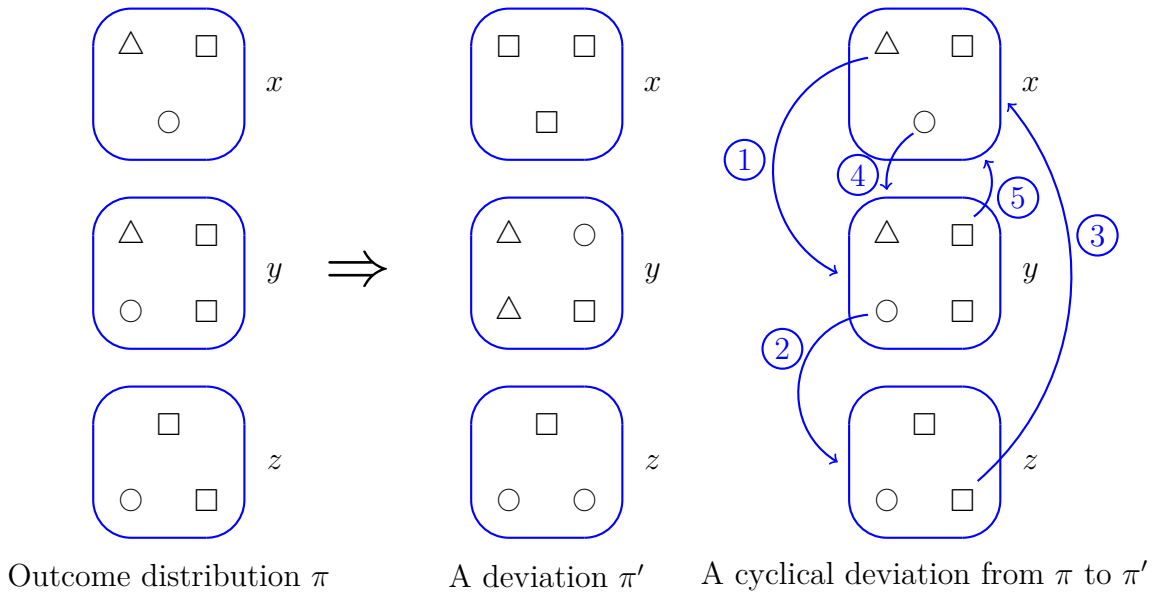 x
x
x
①
④
⑤
③
y
⇒
y
y
②
z
z
z
Outcome distribution π
A deviation π′
A cyclical deviation from π to π′